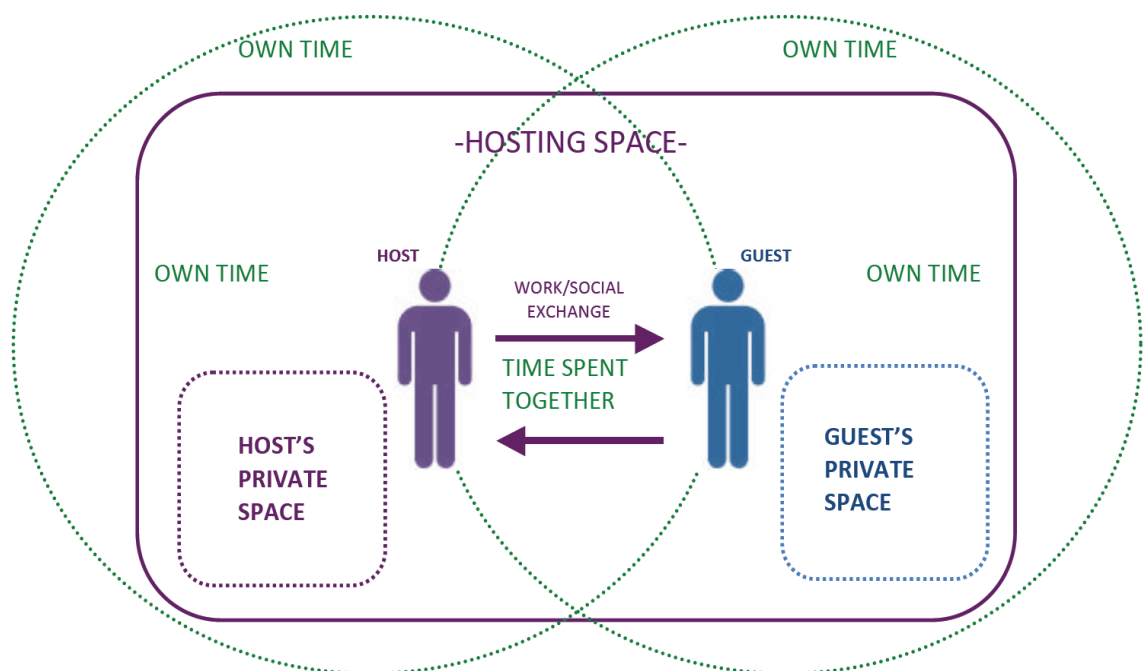 OWN TIME
OWN TIME
-HOSTING SPACE-
HOST
GUEST
OWN TIME
WORK/SOCIAL
EXCHANGE
OWN TIME
TIME SPENT
TOGETHER
HOST’S
PRIVATE
SPACE
GUEST’S
PRIVATE
SPACE